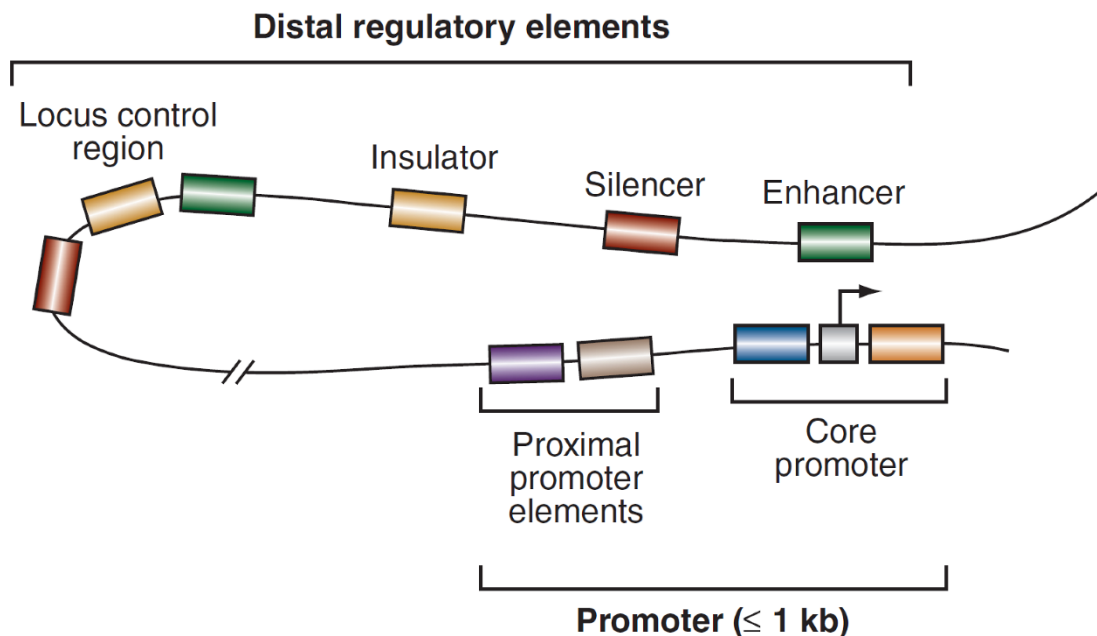 Distal regulatory elements
Locus control
region
Insulator
Silencer
Enhancer
Proximal
promoter
elements
Core
promoter
Promoter (≤ 1 kb)